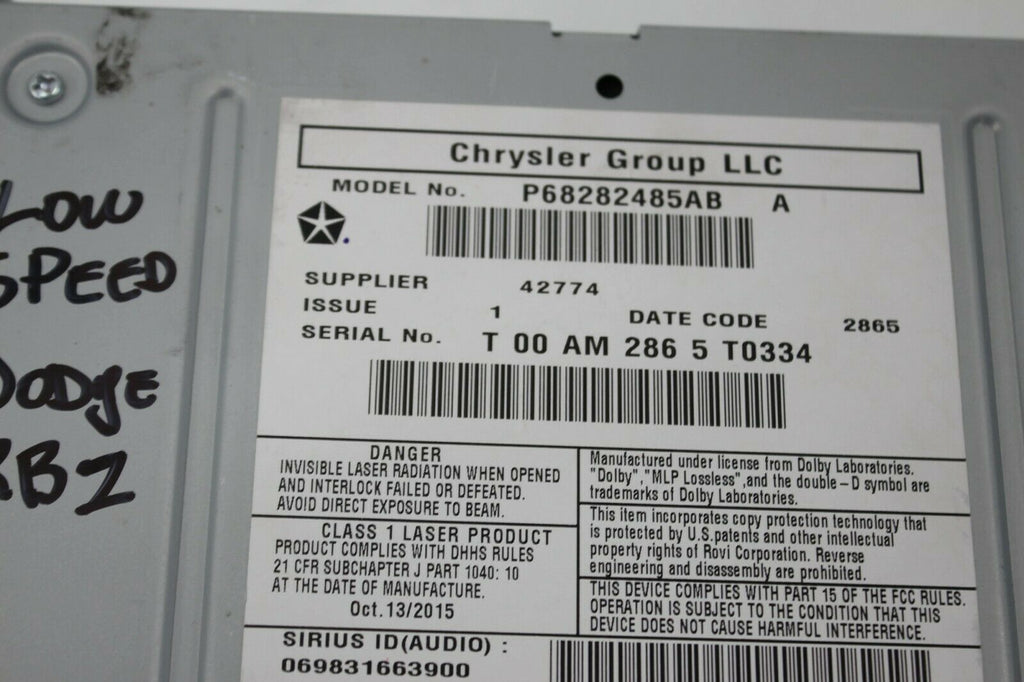 LOW
SPEED
DODGE
RBZ
Chrysler Group LLC
MODEL No. P68282485AB A
SUPPLIER 42774
ISSUE 1 DATE CODE 2865
SERIAL No. T 00 AM 286 5 T0334
DANGER
INVISIBLE LASER RADIATION WHEN OPENED
AND INTERLOCK FAILED OR DEFEATED.
AVOID DIRECT EXPOSURE TO BEAM.
CLASS 1 LASER PRODUCT
PRODUCT COMPLIES WITH DHHS RULES
21 CFR SUBCHAPTER J PART 1040: 10
AT THE DATE OF MANUFACTURE.
Oct.13/2015
Manufactured under license from Dolby Laboratories.
"Dolby","MLP Lossless",and the double-D symbol are
trademarks of Dolby Laboratories.
This item incorporates copy protection technology that
is protected by U.S.patents and other intellectual
property rights of Rovi Corporation. Reverse
engineering and disassembly are prohibited.
THIS DEVICE COMPLIES WITH PART 15 OF THE FCC RULES.
OPERATION IS SUBJECT TO THE CONDITION THAT THIS
DEVICE DOES NOT CAUSE HARMFUL INTERFERENCE.
SIRIUS ID(AUDIO) :
069831663900